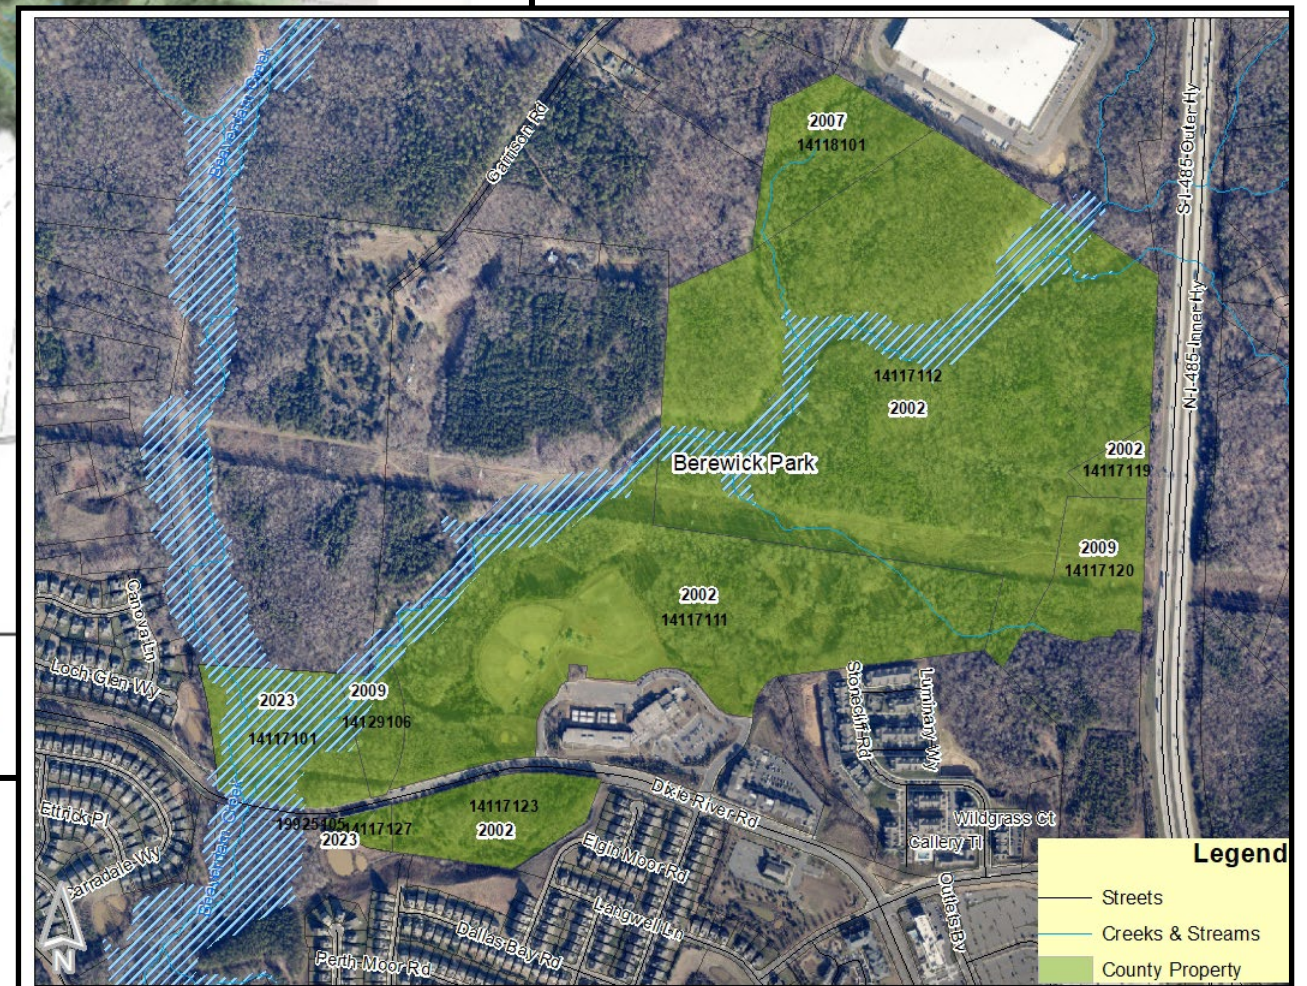 Beaverdam Creek
Garrison Rd
2007
14118101
S-I-485-Outer-Hy
N-I-485-Inner-Hy
14117112
2002
Berewick Park
2002
14117119
2009
14117120
2002
14117111
Canova Ln
Loch Glen Wy
2023
14117101
2009
14129106
Stonecliff Rd
Luminary Wy
Dixie River Rd
14117123
2002
19925105
14117127
2023
Ettrick Pl
Carradale Wy
Beaverdam Creek
Elgin Moor Rd
Langwell Ln
Dallas Bay Rd
Perth Moor Rd
Wildgrass Ct
Gallery Tl
Outlets Bv
N
Legend
Streets
Creeks & Streams
County Property